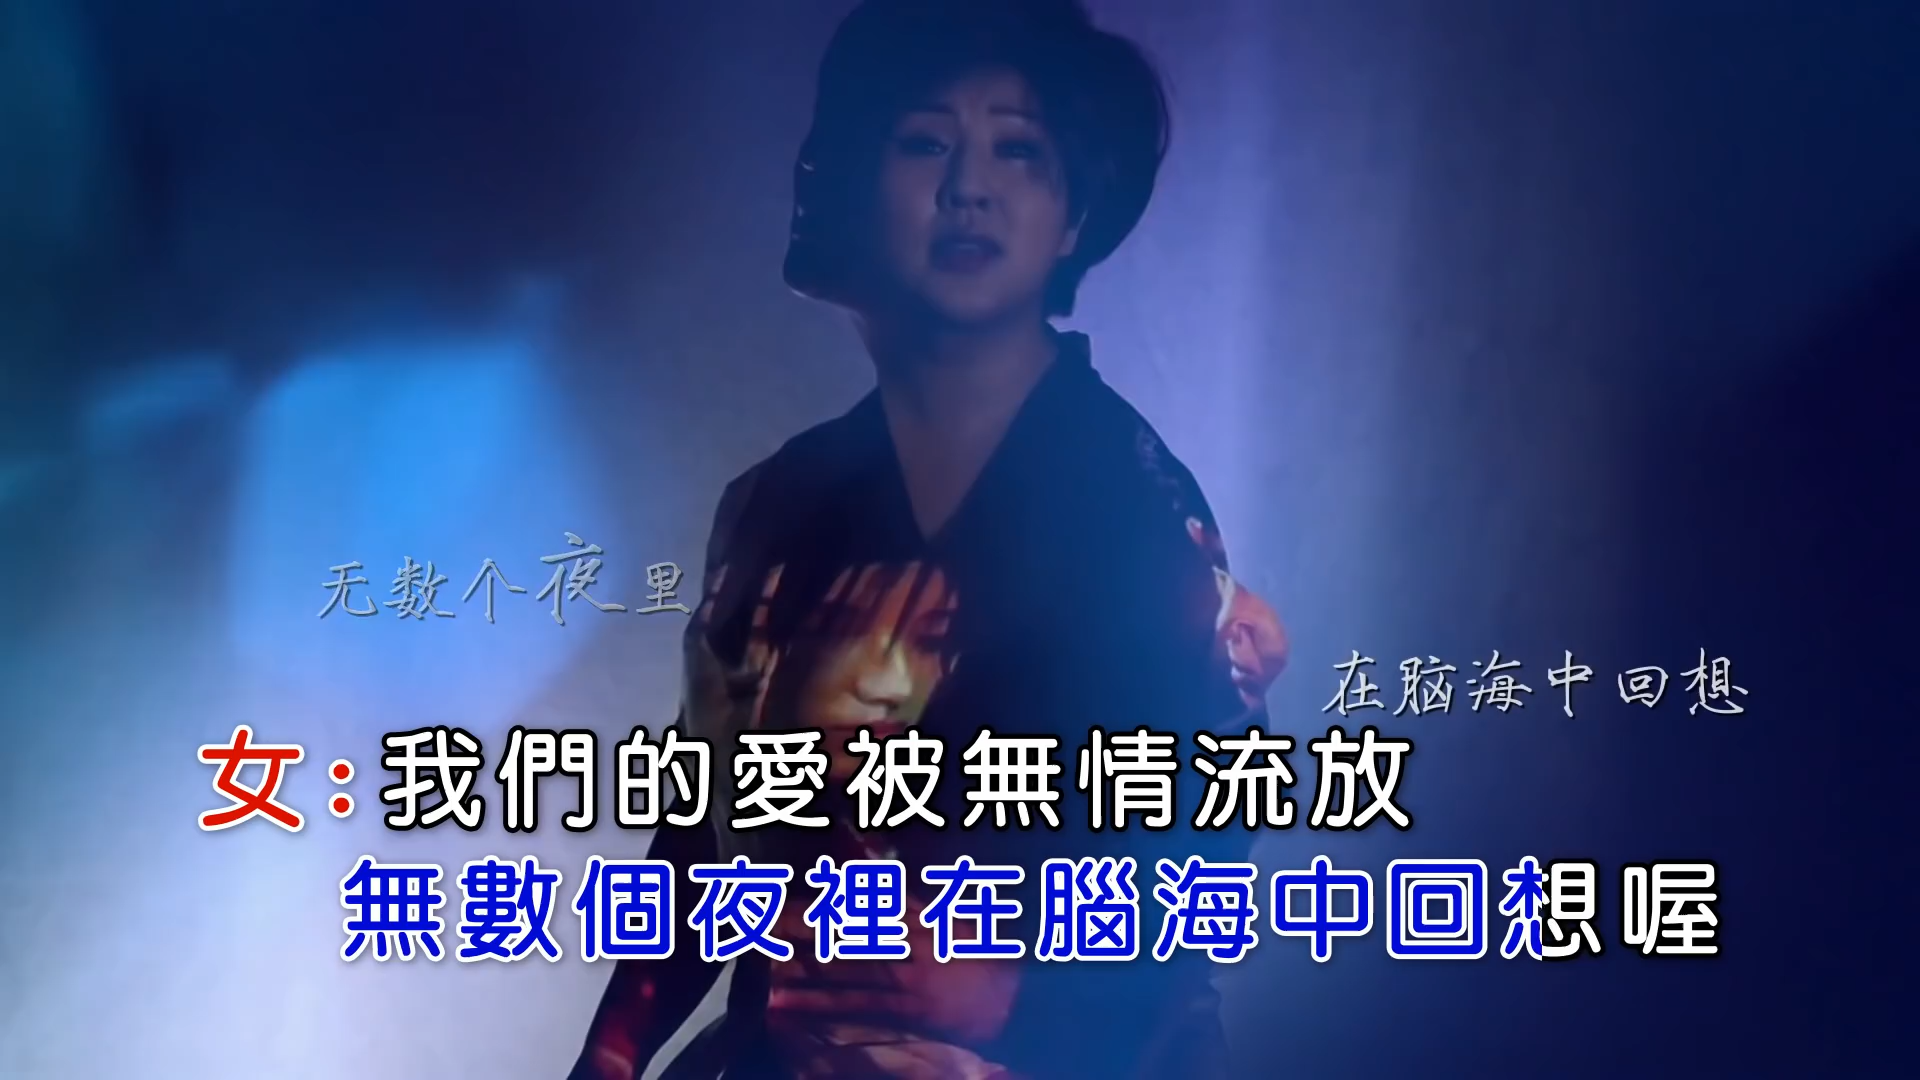 无数个夜里
在脑海中回想
女:我們的愛被無情流放
無數個夜裡在腦海中回想喔